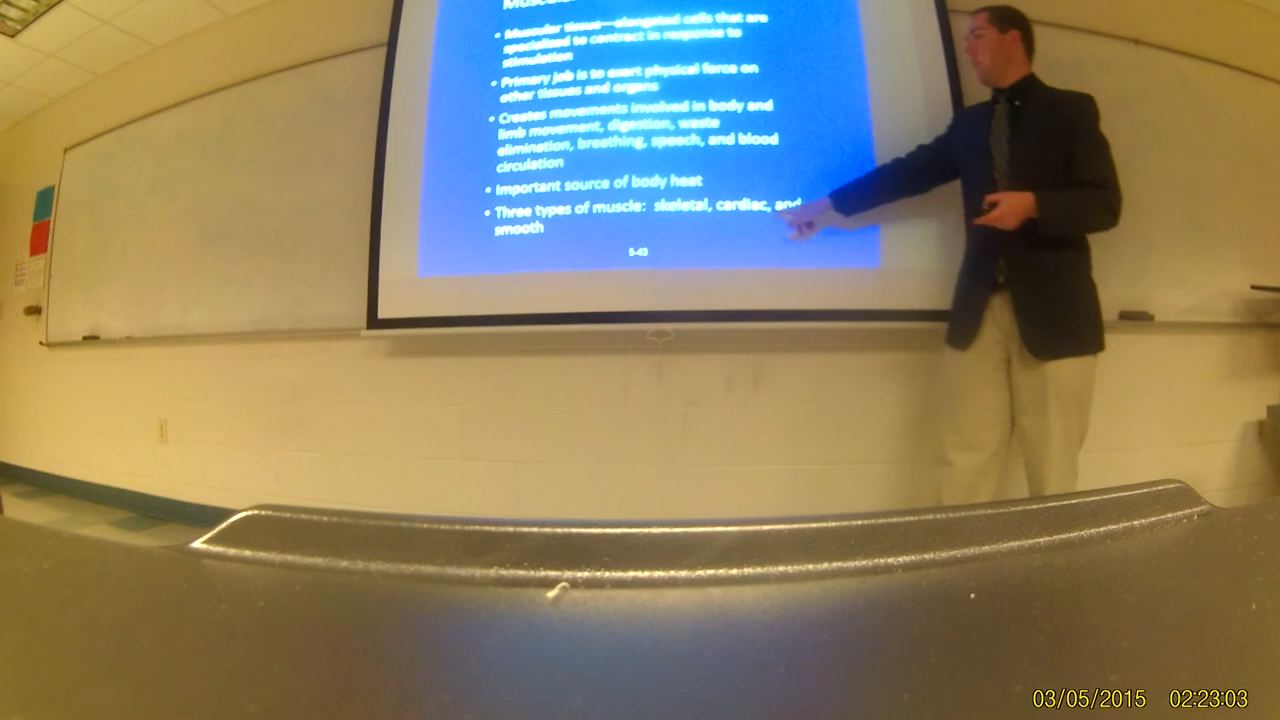 • Muscular tissue—elongated cells that are
specialized to contract in response to
stimulation
• Primary job is to exert physical force on
other tissues and organs
• Creates movements involved in body and
limb movement, digestion, waste
elimination, breathing, speech, and blood
circulation
• Important source of body heat
• Three types of muscle: skeletal, cardiac, and
smooth
5-43
03/05/2015 02:23:03